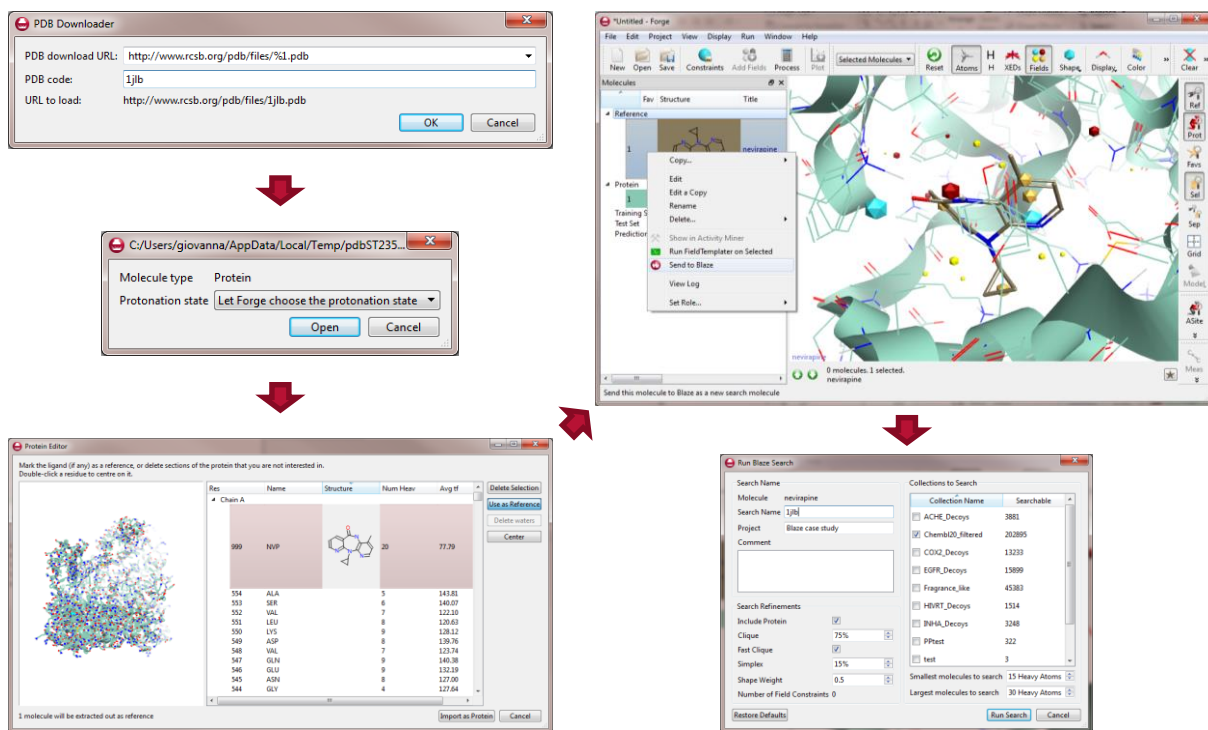 PDB Downloader
PDB download URL: http://www.rcsb.org/pdb/files/%1.pdb
PDB code: 1jlb
URL to load: http://www.rcsb.org/pdb/files/1jlb.pdb
OK Cancel
C:/Users/giovanna/AppData/Local/Temp/pdbST235...
Molecule type Protein
Protonation state Let Forge choose the protonation state
Open Cancel
Protein Editor
Mark the ligand (if any) as a reference, or delete sections of the protein that you are not interested in.
Double-click a residue to centre on it.
Res Name Structure Num Heav Avg tf
Chain A
999 NVP 20 77.79
554 ALA 5 143.81
553 SER 6 140.07
552 VAL 7 122.10
551 LEU 8 120.63
550 LYS 9 128.12
549 ASP 8 139.76
548 VAL 7 123.74
547 GLN 9 140.38
546 GLU 9 132.19
545 ASN 8 127.00
544 GLY 4 127.64
Delete Selection
Use as Reference
Delete waters
Center
1 molecule will be extracted out as reference
Import as Protein Cancel
*Untitled - Forge
File Edit Project View Display Run Window Help
New Open Save Constraints Add Fields Process Plot Selected Molecules Reset Atoms H XEDs Fields Shape Display Color » Clear »
Molecules
Fav Structure Title
Reference
1 nevirapine
Protein
1
Training S
Test Set
Prediction
Copy...
Edit
Edit a Copy
Rename
Delete...
Show in Activity Miner
Run FieldTemplater on Selected
Send to Blaze
View Log
Set Role...
Ref
Prot
Favs
Sel
Sep
Grid
Model
ASite
Meas
nevirapine
0 molecules. 1 selected.
nevirapine
Send this molecule to Blaze as a new search molecule
Run Blaze Search
Search Name
Molecule nevirapine
Search Name 1jlb
Project Blaze case study
Comment
Search Refinements
Include Protein
Clique 75%
Fast Clique
Simplex 15%
Shape Weight 0.5
Number of Field Constraints 0
Collections to Search
Collection Name Searchable
ACHE_Decoys 3881
Chembl20_filtered 202895
COX2_Decoys 13233
EGFR_Decoys 15899
Fragrance_like 45383
HIVRT_Decoys 1514
INHA_Decoys 3248
PPtest 322
test 3
Smallest molecules to search 15 Heavy Atoms
Largest molecules to search 30 Heavy Atoms
Restore Defaults Run Search Cancel